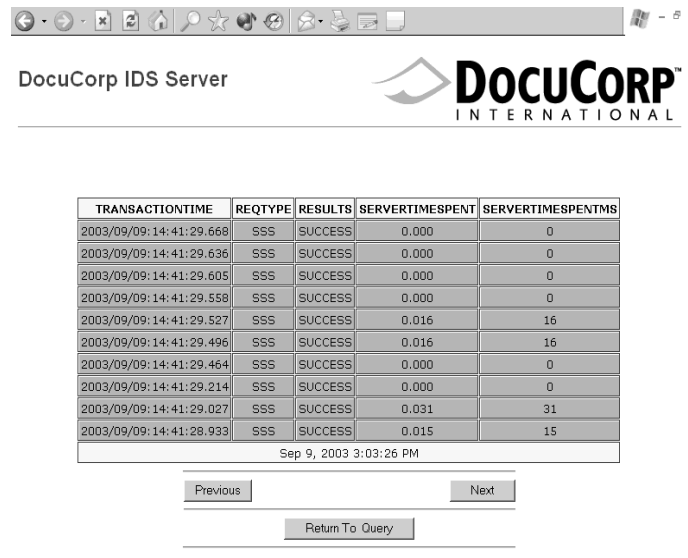 DocuCorp IDS Server
DOCUCORP™
INTERNATIONAL
TRANSACTIONTIME REQTYPE RESULTS SERVERTIMESPENT SERVERTIMESPENTMS
2003/09/09:14:41:29.668 SSS SUCCESS 0.000 0
2003/09/09:14:41:29.636 SSS SUCCESS 0.000 0
2003/09/09:14:41:29.605 SSS SUCCESS 0.000 0
2003/09/09:14:41:29.558 SSS SUCCESS 0.000 0
2003/09/09:14:41:29.527 SSS SUCCESS 0.016 16
2003/09/09:14:41:29.496 SSS SUCCESS 0.016 16
2003/09/09:14:41:29.464 SSS SUCCESS 0.000 0
2003/09/09:14:41:29.214 SSS SUCCESS 0.000 0
2003/09/09:14:41:29.027 SSS SUCCESS 0.031 31
2003/09/09:14:41:28.933 SSS SUCCESS 0.015 15
Sep 9, 2003 3:03:26 PM
Previous Next
Return To Query